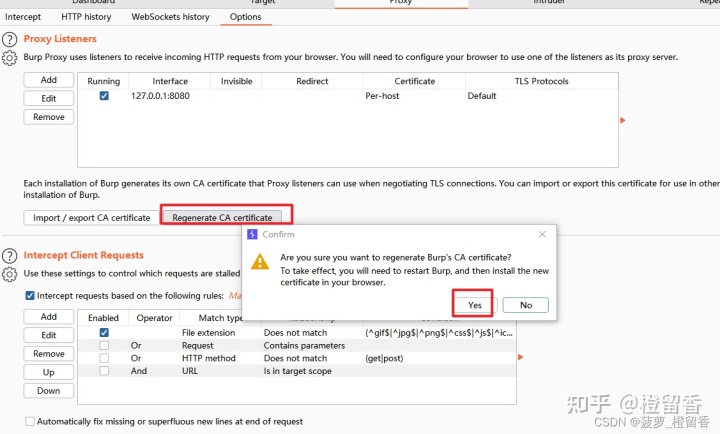 Dashboard Target Proxy Intruder
Intercept HTTP history WebSockets history Options
Proxy Listeners
Burp Proxy uses listeners to receive incoming HTTP requests from your browser. You will need to configure your browser to use one of the listeners as its proxy server.
Add
Running Interface Invisible Redirect Certificate TLS Protocols
Edit
127.0.0.1:8080 Per-host Default
Remove
Each installation of Burp generates its own CA certificate that Proxy listeners can use when negotiating TLS connections. You can import or export this certificate for use in other
installation of Burp.
Import / export CA certificate Regenerate CA certificate
Confirm
Are you sure you want to regenerate Burp's CA certificate?
To take effect, you will need to restart Burp, and then install the new
certificate in your browser.
Yes No
Intercept Client Requests
Use these settings to control which requests are stalled
Intercept requests based on the following rules:
Add
Enabled Operator Match type
Edit
File extension Does not match (^gif$|^jpg$|^png$|^css$|^js$|^ic...
Remove
Or Request Contains parameters
Or HTTP method Does not match (get|post)
Up
And URL Is in target scope
Down
Automatically fix missing or superfluous new lines at end of request
知乎 @橙留香
CSDN @菠萝_橙留香